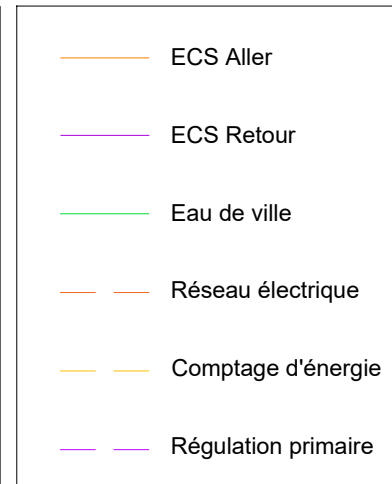 ECS Aller
ECS Retour
Eau de ville
Réseau électrique
Comptage d'énergie
Régulation primaire